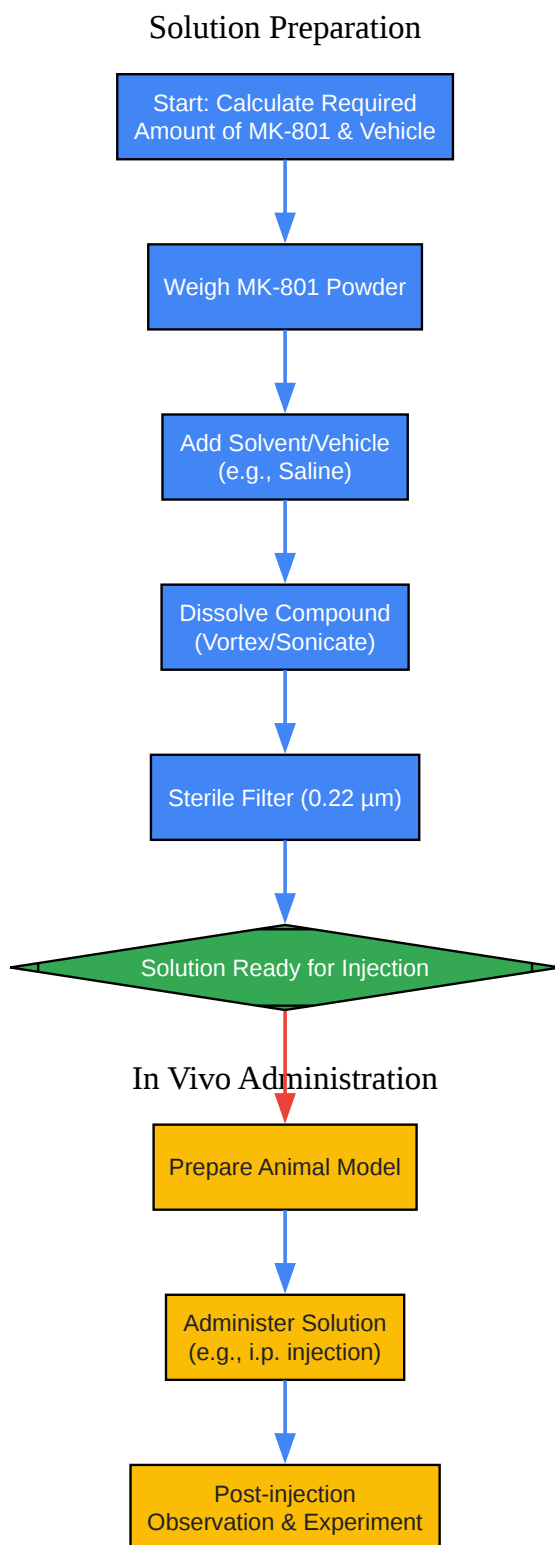 Solution Preparation
Start: Calculate Required
Amount of MK-801 & Vehicle
Weigh MK-801 Powder
Add Solvent/Vehicle
(e.g., Saline)
Dissolve Compound
(Vortex/Sonicate)
Sterile Filter (0.22 µm)
Solution Ready for Injection
In Vivo Administration
Prepare Animal Model
Administer Solution
(e.g., i.p. injection)
Post-injection
Observation & Experiment